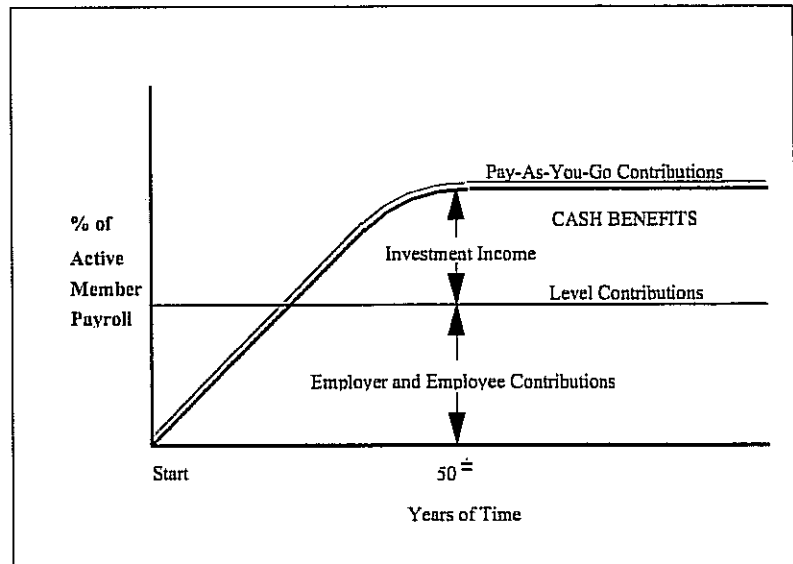 Pay-As-You-Go Contributions
% of
Active
Member
Payroll
CASH BENEFITS
Investment Income
Level Contributions
Employer and Employee Contributions
Start
50 ±
Years of Time